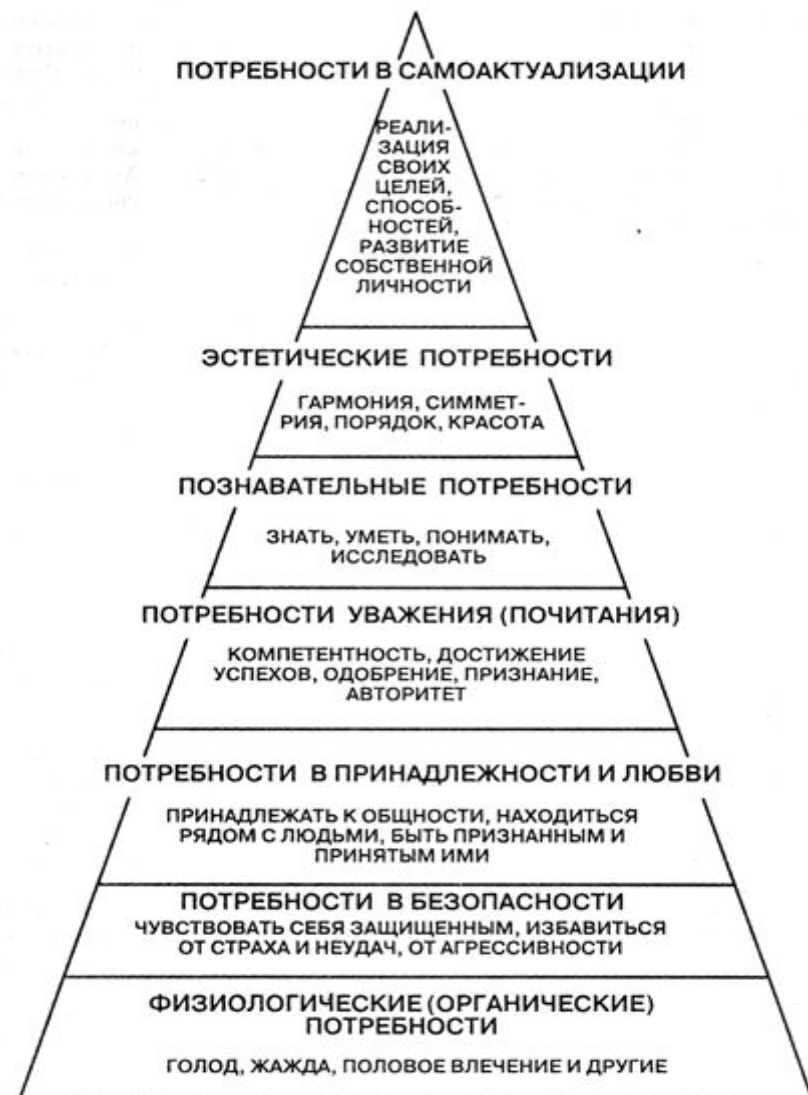 ПОТРЕБНОСТИ В САМОАКТУАЛИЗАЦИИ
РЕАЛИ-
ЗАЦИЯ
СВОИХ
ЦЕЛЕЙ,
СПОСОБ-
НОСТЕЙ,
РАЗВИТИЕ
СОБСТВЕННОЙ
ЛИЧНОСТИ
ЭСТЕТИЧЕСКИЕ ПОТРЕБНОСТИ
ГАРМОНИЯ, СИММЕТ-
РИЯ, ПОРЯДОК, КРАСОТА
ПОЗНАВАТЕЛЬНЫЕ ПОТРЕБНОСТИ
ЗНАТЬ, УМЕТЬ, ПОНИМАТЬ,
ИССЛЕДОВАТЬ
ПОТРЕБНОСТИ УВАЖЕНИЯ (ПОЧИТАНИЯ)
КОМПЕТЕНТНОСТЬ, ДОСТИЖЕНИЕ
УСПЕХОВ, ОДОБРЕНИЕ, ПРИЗНАНИЕ,
АВТОРИТЕТ
ПОТРЕБНОСТИ В ПРИНАДЛЕЖНОСТИ И ЛЮБВИ
ПРИНАДЛЕЖАТЬ К ОБЩНОСТИ, НАХОДИТЬСЯ
РЯДОМ С ЛЮДЬМИ, БЫТЬ ПРИЗНАННЫМ И
ПРИНЯТЫМ ИМИ
ПОТРЕБНОСТИ В БЕЗОПАСНОСТИ
ЧУВСТВОВАТЬ СЕБЯ ЗАЩИЩЕННЫМ, ИЗБАВИТЬСЯ
ОТ СТРАХА И НЕУДАЧ, ОТ АГРЕССИВНОСТИ
ФИЗИОЛОГИЧЕСКИЕ (ОРГАНИЧЕСКИЕ)
ПОТРЕБНОСТИ
ГОЛОД, ЖАЖДА, ПОЛОВОЕ ВЛЕЧЕНИЕ И ДРУГИЕ